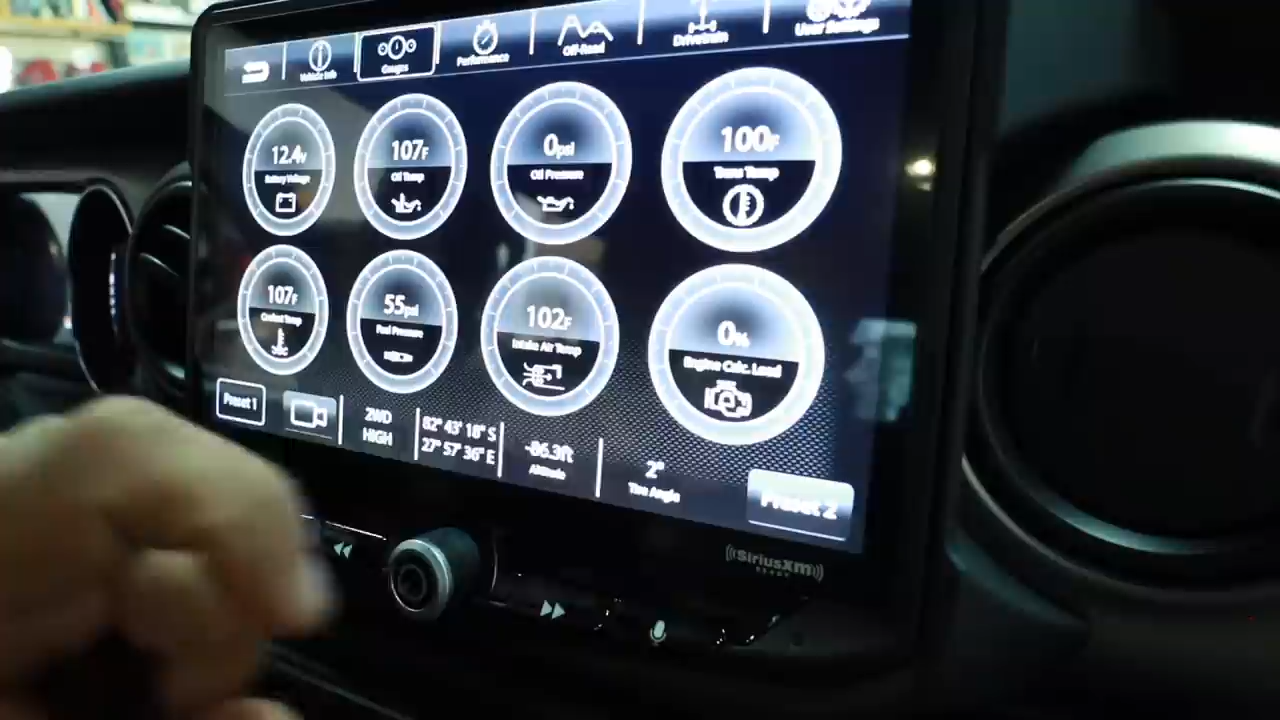 Vehicle Info
Gauges
Performance
Off-Road
Drivetrain
User Settings
12.4V
Battery Voltage
107F
Oil Temp
0psi
Oil Pressure
100F
Trans Temp
107F
Coolant Temp
55psi
Fuel Pressure
102F
Intake Air Temp
0%
Engine Calc. Load
Preset 1
2WD
HIGH
82° 43' 18" S
27° 57' 36" E
-86.3ft
Altitude
2°
Tire Angle
Preset 2
SiriusXM
READY